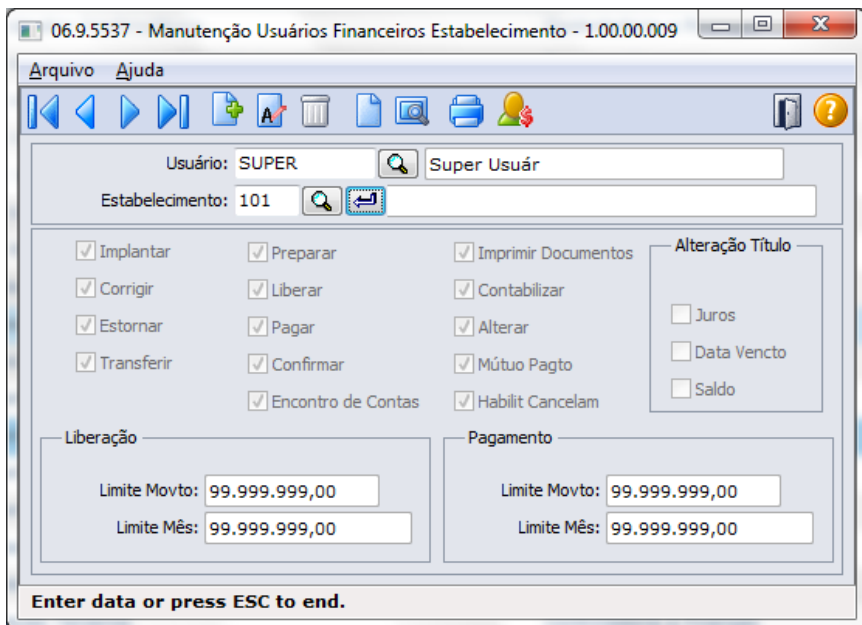 06.9.5537 - Manutenção Usuários Financeiros Estabelecimento - 1.00.00.009
Arquivo Ajuda
Usuário: SUPER Super Usuár
Estabelecimento: 101
Implantar Preparar Imprimir Documentos Alteração Título
Corrigir Liberar Contabilizar
Estornar Pagar Alterar Juros
Transferir Confirmar Mútuo Pagto Data Vencto
Encontro de Contas Habilit Cancelam Saldo
Liberação Pagamento
Limite Movto: 99.999.999,00 Limite Movto: 99.999.999,00
Limite Mês: 99.999.999,00 Limite Mês: 99.999.999,00
Enter data or press ESC to end.